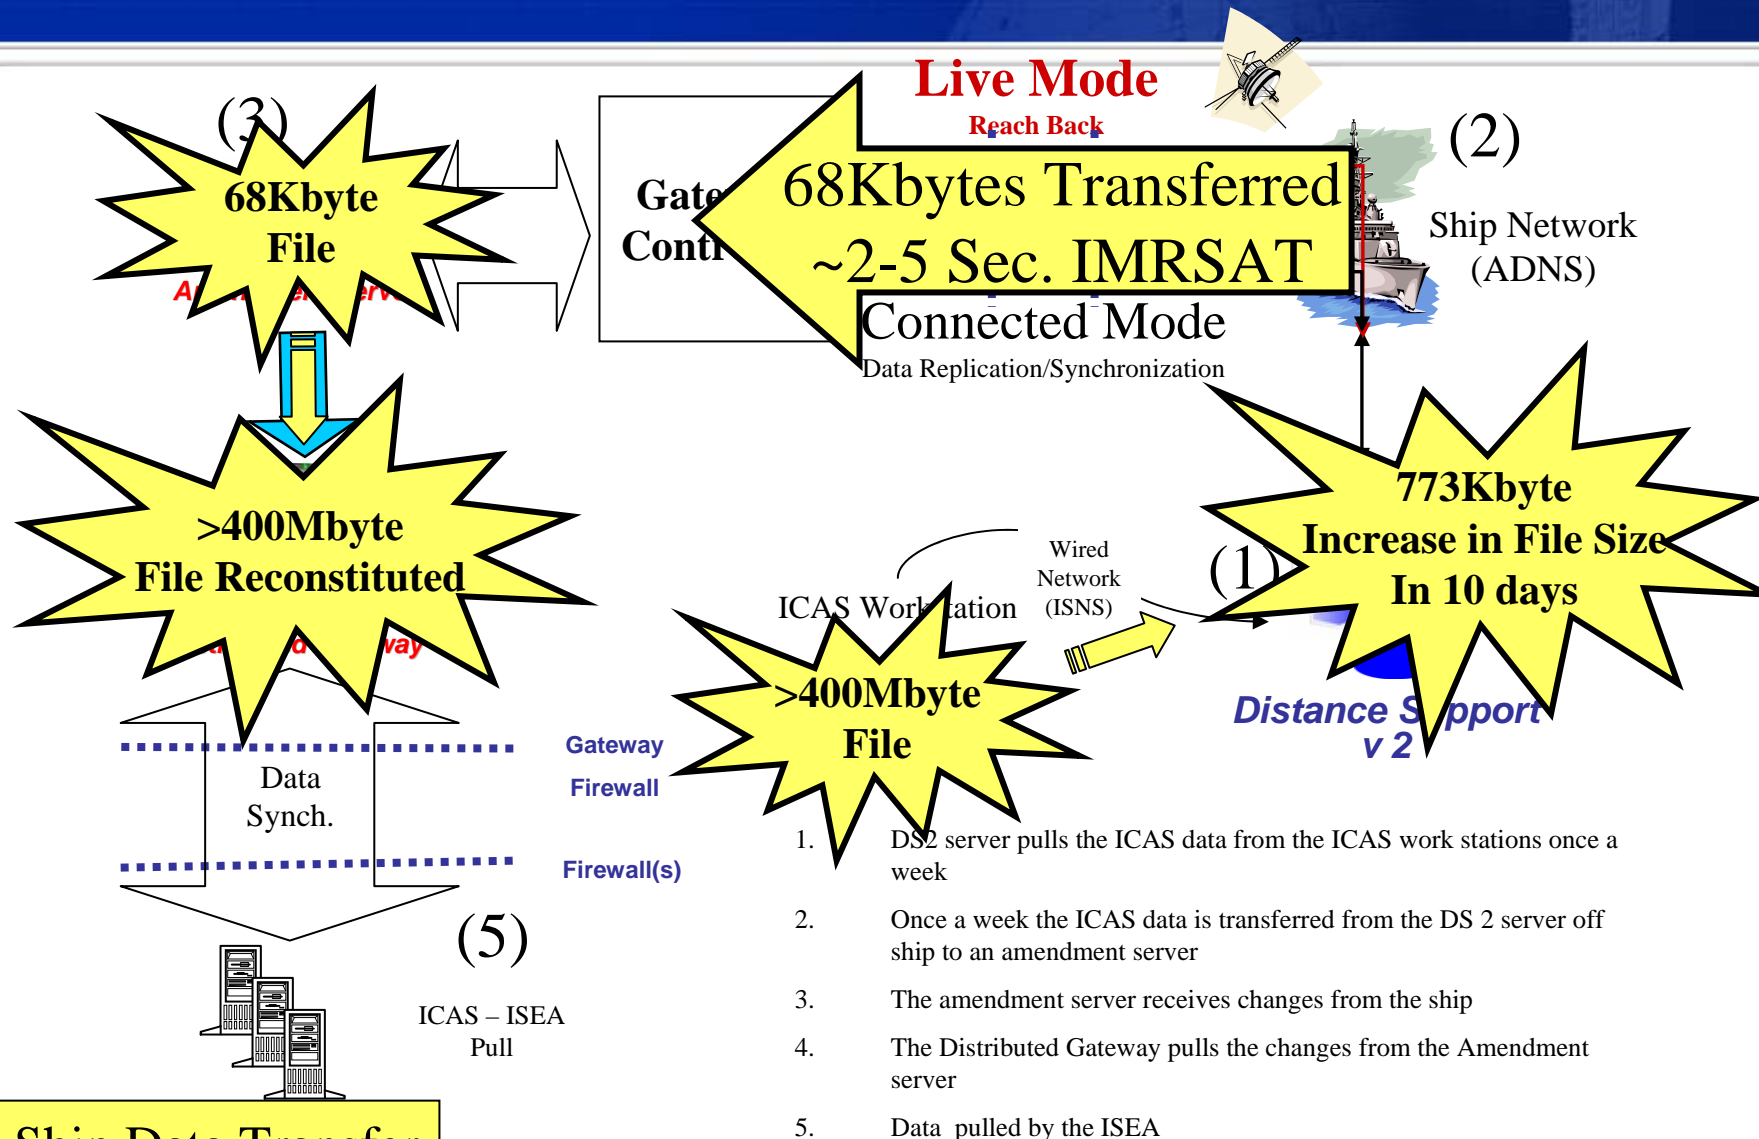 Live Mode
Reach Back
(3)
(2)
68Kbyte
File
68Kbytes Transferred
~2-5 Sec. IMRSAT
Ship Network
(ADNS)
Connected Mode
Data Replication/Synchronization
>400Mbyte
File Reconstituted
773Kbyte
Increase in File Size
In 10 days
Wired
Network
(ISNS)
(1)
ICAS Workstation
>400Mbyte
File
Distance Support
v 2
Gateway
Firewall
Data
Synch.
Firewall(s)
(5)
ICAS – ISEA
Pull
1. DS2 server pulls the ICAS data from the ICAS work stations once a
week
2. Once a week the ICAS data is transferred from the DS 2 server off
ship to an amendment server
3. The amendment server receives changes from the ship
4. The Distributed Gateway pulls the changes from the Amendment
server
5. Data pulled by the ISEA
Ship Data Transfer